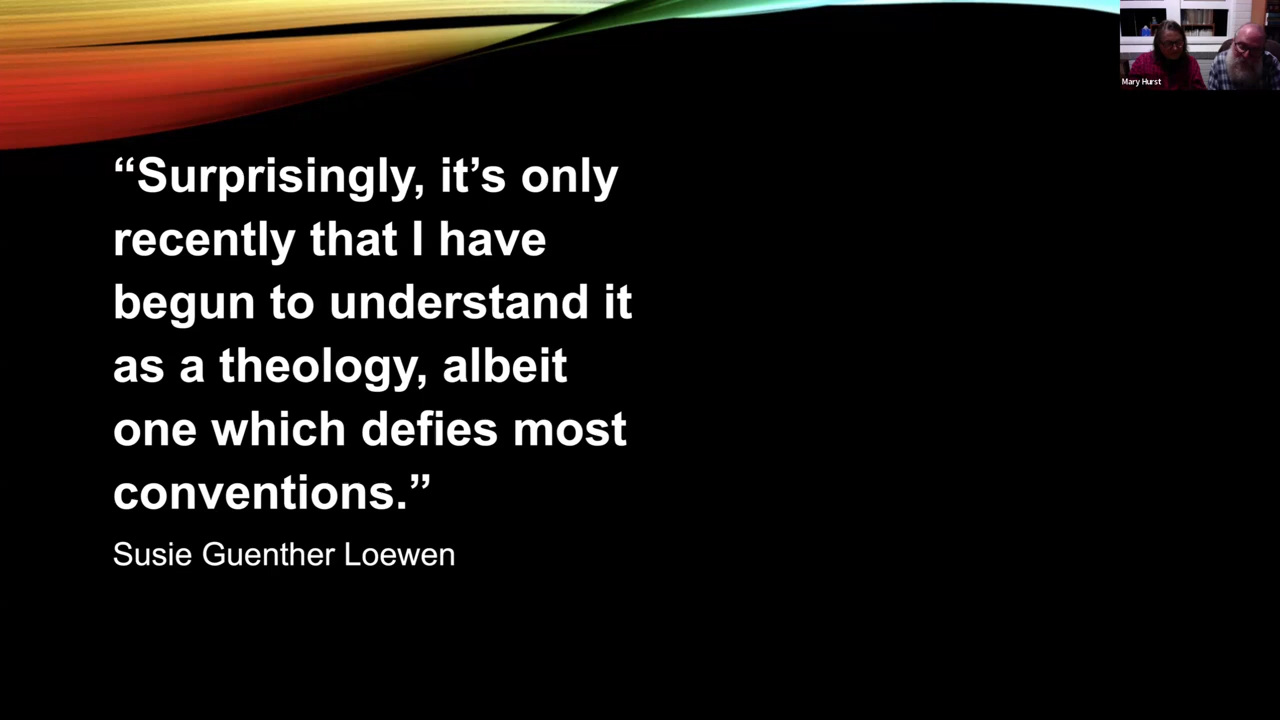 Mary Hurst
“Surprisingly, it’s only
recently that I have
begun to understand it
as a theology, albeit
one which defies most
conventions.”
Susie Guenther Loewen